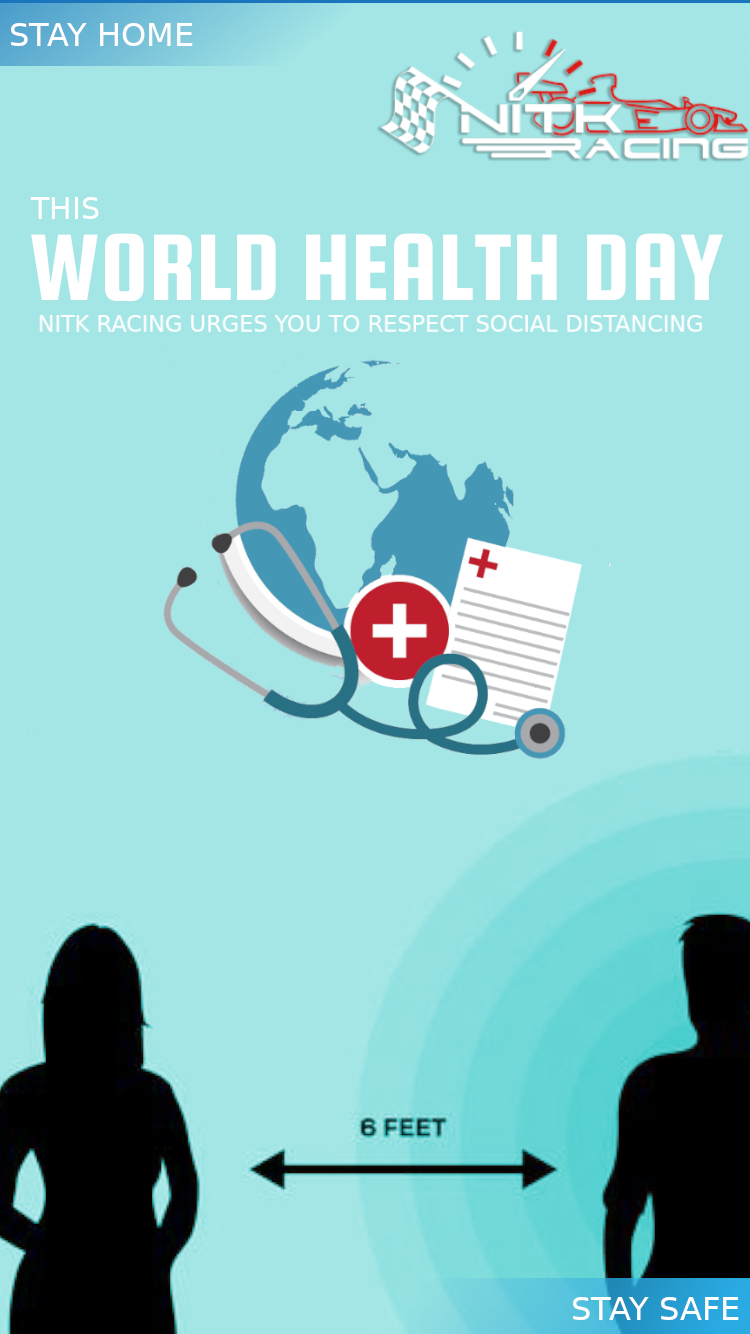 STAY HOME
NITK
RACING
THIS
WORLD HEALTH DAY
NITK RACING URGES YOU TO RESPECT SOCIAL DISTANCING
6 FEET
STAY SAFE